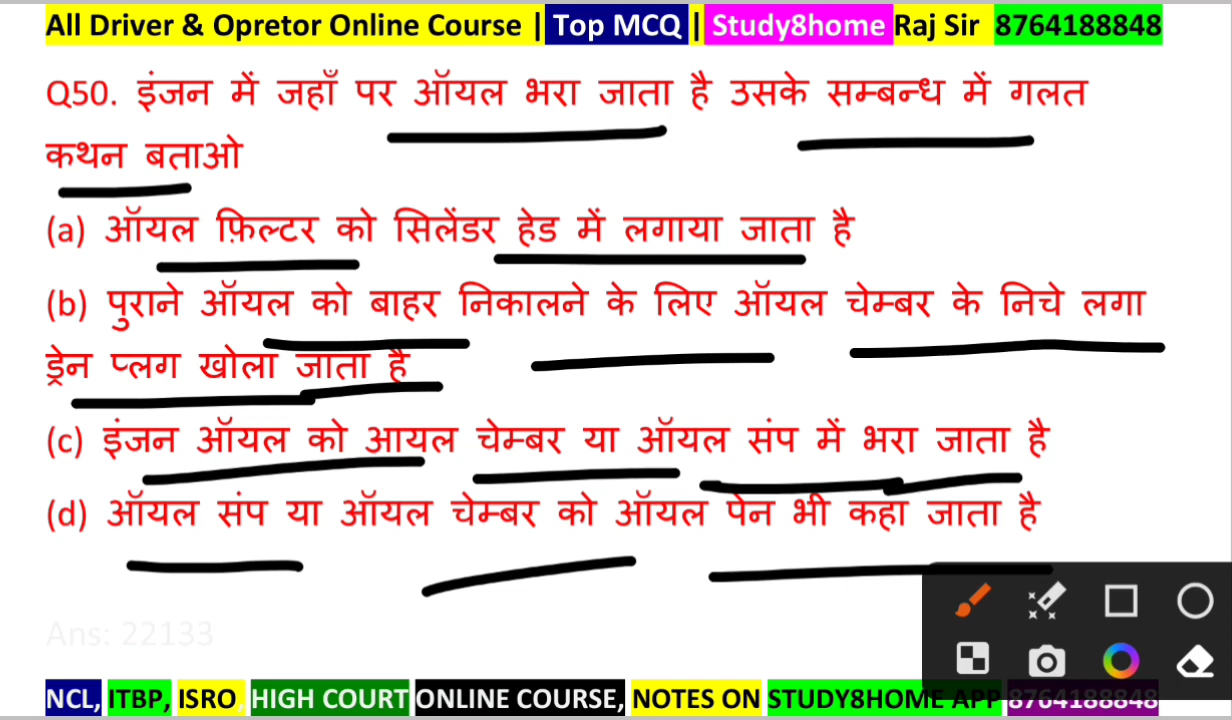 All Driver & Opretor Online Course | Top MCQ | Study8home Raj Sir 8764188848
Q50. इंजन में जहाँ पर ऑयल भरा जाता है उसके सम्बन्ध में गलत
कथन बताओ
(a) ऑयल फ़िल्टर को सिलेंडर हेड में लगाया जाता है
(b) पुराने ऑयल को बाहर निकालने के लिए ऑयल चेम्बर के निचे लगा
ड्रेन प्लग खोला जाता है
(c) इंजन ऑयल को आयल चेम्बर या ऑयल संप में भरा जाता है
(d) ऑयल संप या ऑयल चेम्बर को ऑयल पेन भी कहा जाता है
Ans: 22133
NCL, ITBP, ISRO, HIGH COURT ONLINE COURSE, NOTES ON STUDY8HOME APP 8764188848